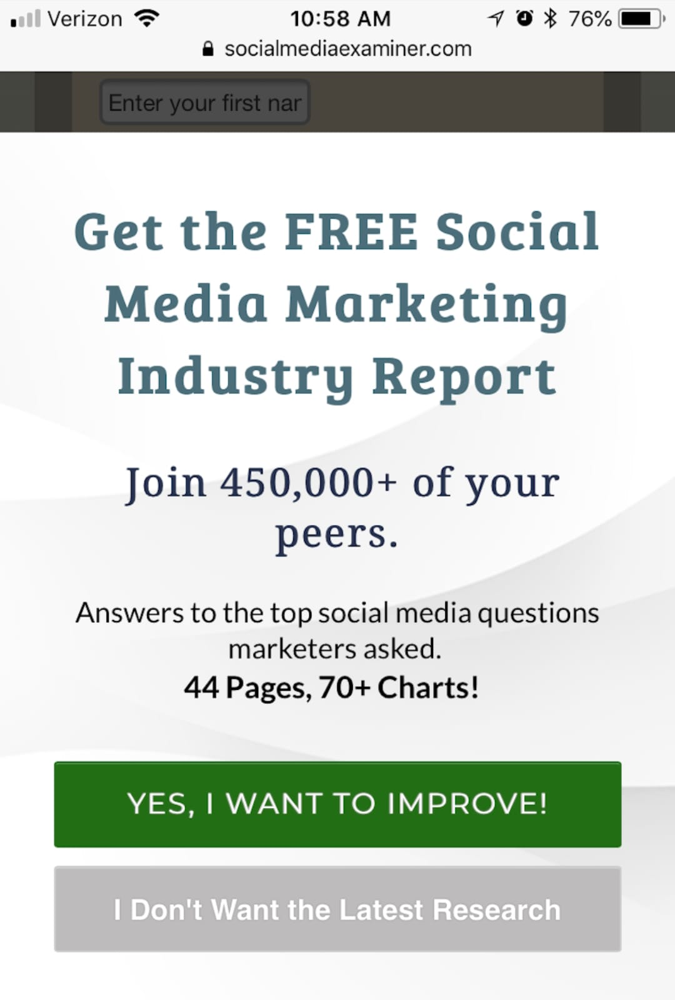 Verizon 10:58 AM 76%
socialmediaexaminer.com
Enter your first nar
Get the FREE Social
Media Marketing
Industry Report
Join 450,000+ of your
peers.
Answers to the top social media questions
marketers asked.
44 Pages, 70+ Charts!
YES, I WANT TO IMPROVE!
I Don't Want the Latest Research